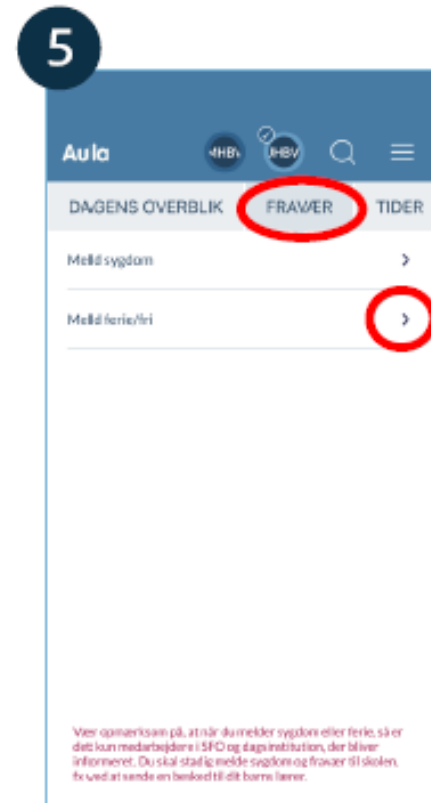 5
Aula HBV HBV
DAGENS OVERBLIK FRAVÆR TIDER
Meld sygdom
Meld ferie/fri
Vær opmærksom på, at når du melder sygdom eller ferie, så er
det kun medarbejdere i SFO og dagsinstitution, der bliver
informeret. Du skal stadig melde sygdom og fravær til skolen,
fx ved at sende en besked til dit barns lærer.